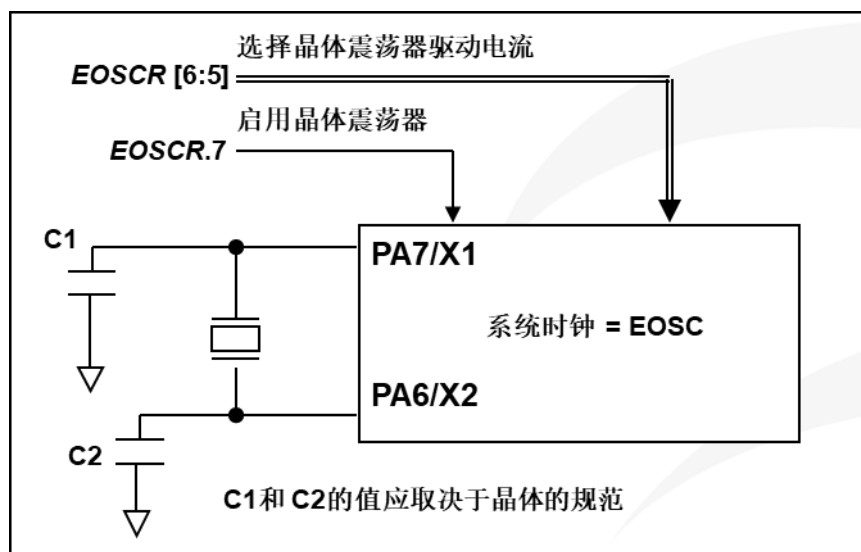 选择晶体震荡器驱动电流
EOSCR [6:5]
启用晶体震荡器
EOSCR.7
C1
PA7/X1
系统时钟 = EOSC
PA6/X2
C2
C1和 C2的值应取决于晶体的规范